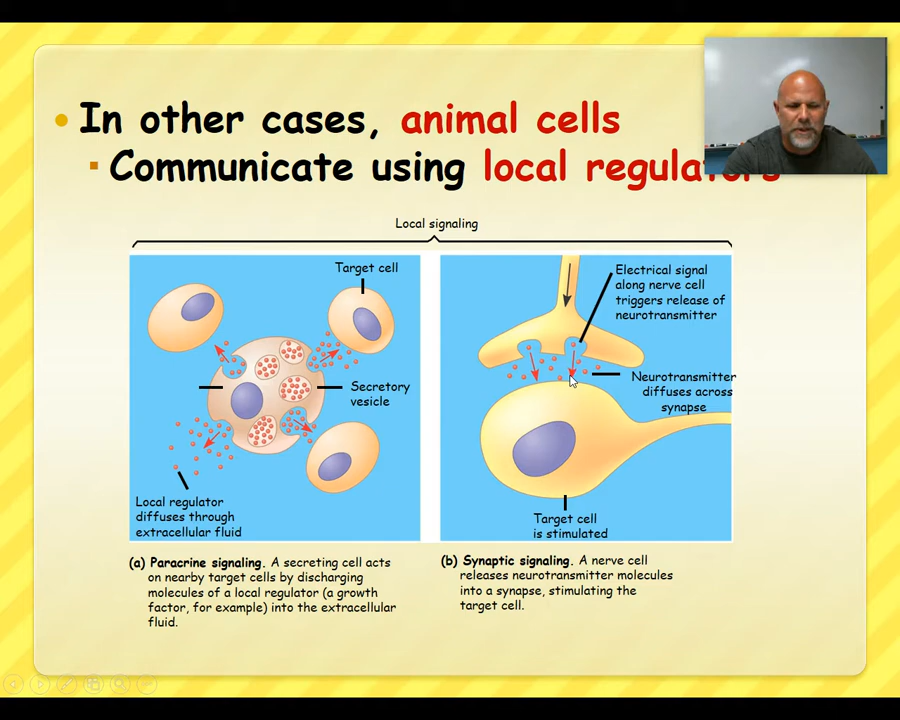 In other cases, animal cells
Communicate using local regulators
Local signaling
Target cell
Secretory
vesicle
Local regulator
diffuses through
extracellular fluid
(a) Paracrine signaling. A secreting cell acts
on nearby target cells by discharging
molecules of a local regulator (a growth
factor, for example) into the extracellular
fluid.
Electrical signal
along nerve cell
triggers release of
neurotransmitter
Neurotransmitter
diffuses across
synapse
Target cell
is stimulated
(b) Synaptic signaling. A nerve cell
releases neurotransmitter molecules
into a synapse, stimulating the
target cell.